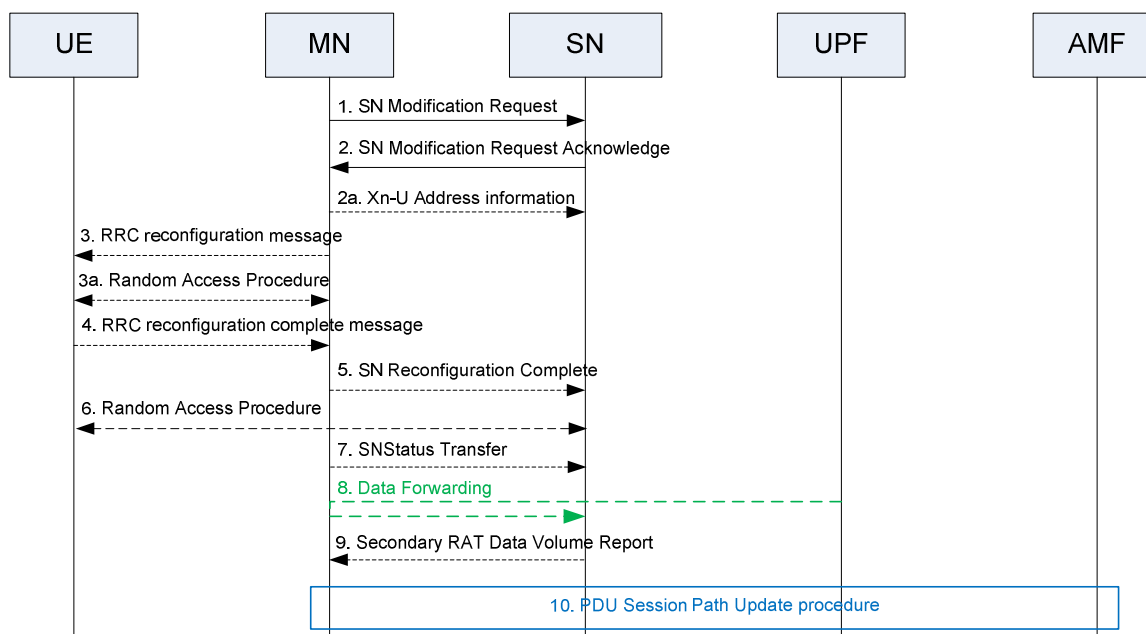 UE
MN
SN
UPF
AMF
1. SN Modification Request
2. SN Modification Request Acknowledge
2a. Xn-U Address information
3. RRC reconfiguration message
3a. Random Access Procedure
4. RRC reconfiguration complete message
5. SN Reconfiguration Complete
6. Random Access Procedure
7. SNStatus Transfer
8. Data Forwarding
9. Secondary RAT Data Volume Report
10. PDU Session Path Update procedure